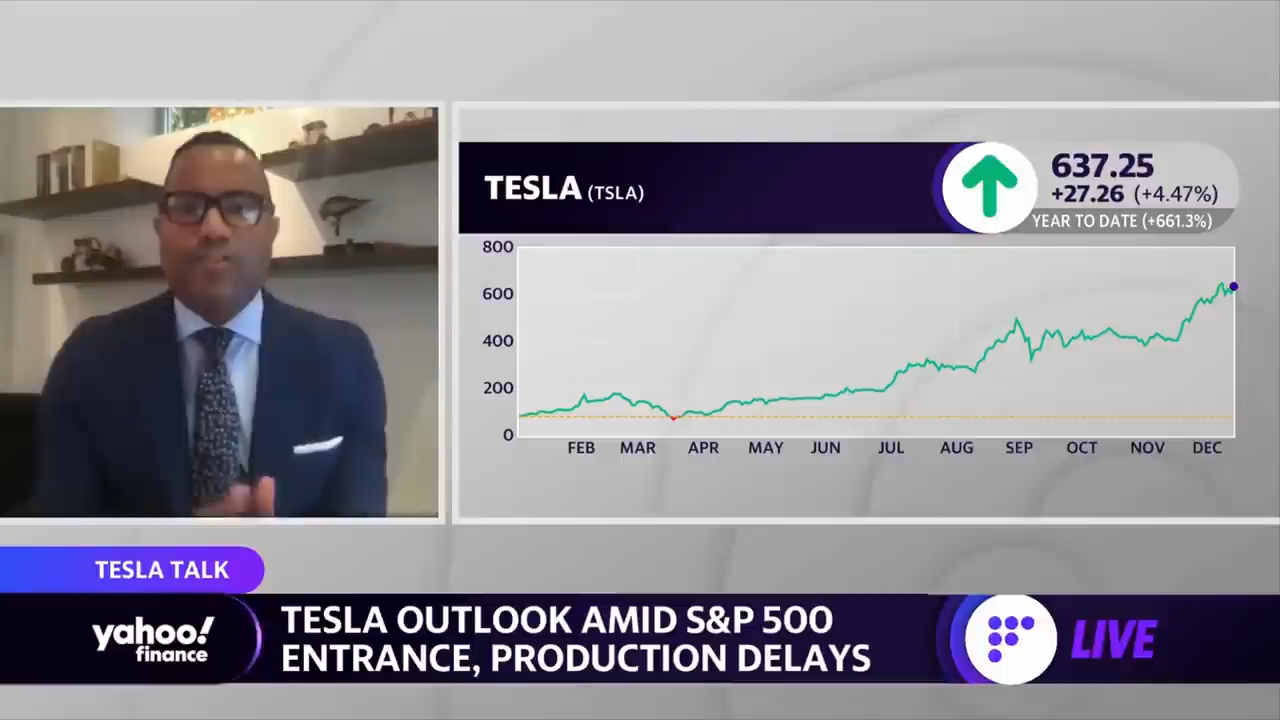 TESLA (TSLA)
637.25
+27.26 (+4.47%)
YEAR TO DATE (+661.3%)
800
600
400
200
0
FEB MAR APR MAY JUN JUL AUG SEP OCT NOV DEC
TESLA TALK
yahoo!
finance
TESLA OUTLOOK AMID S&P 500
ENTRANCE, PRODUCTION DELAYS
LIVE